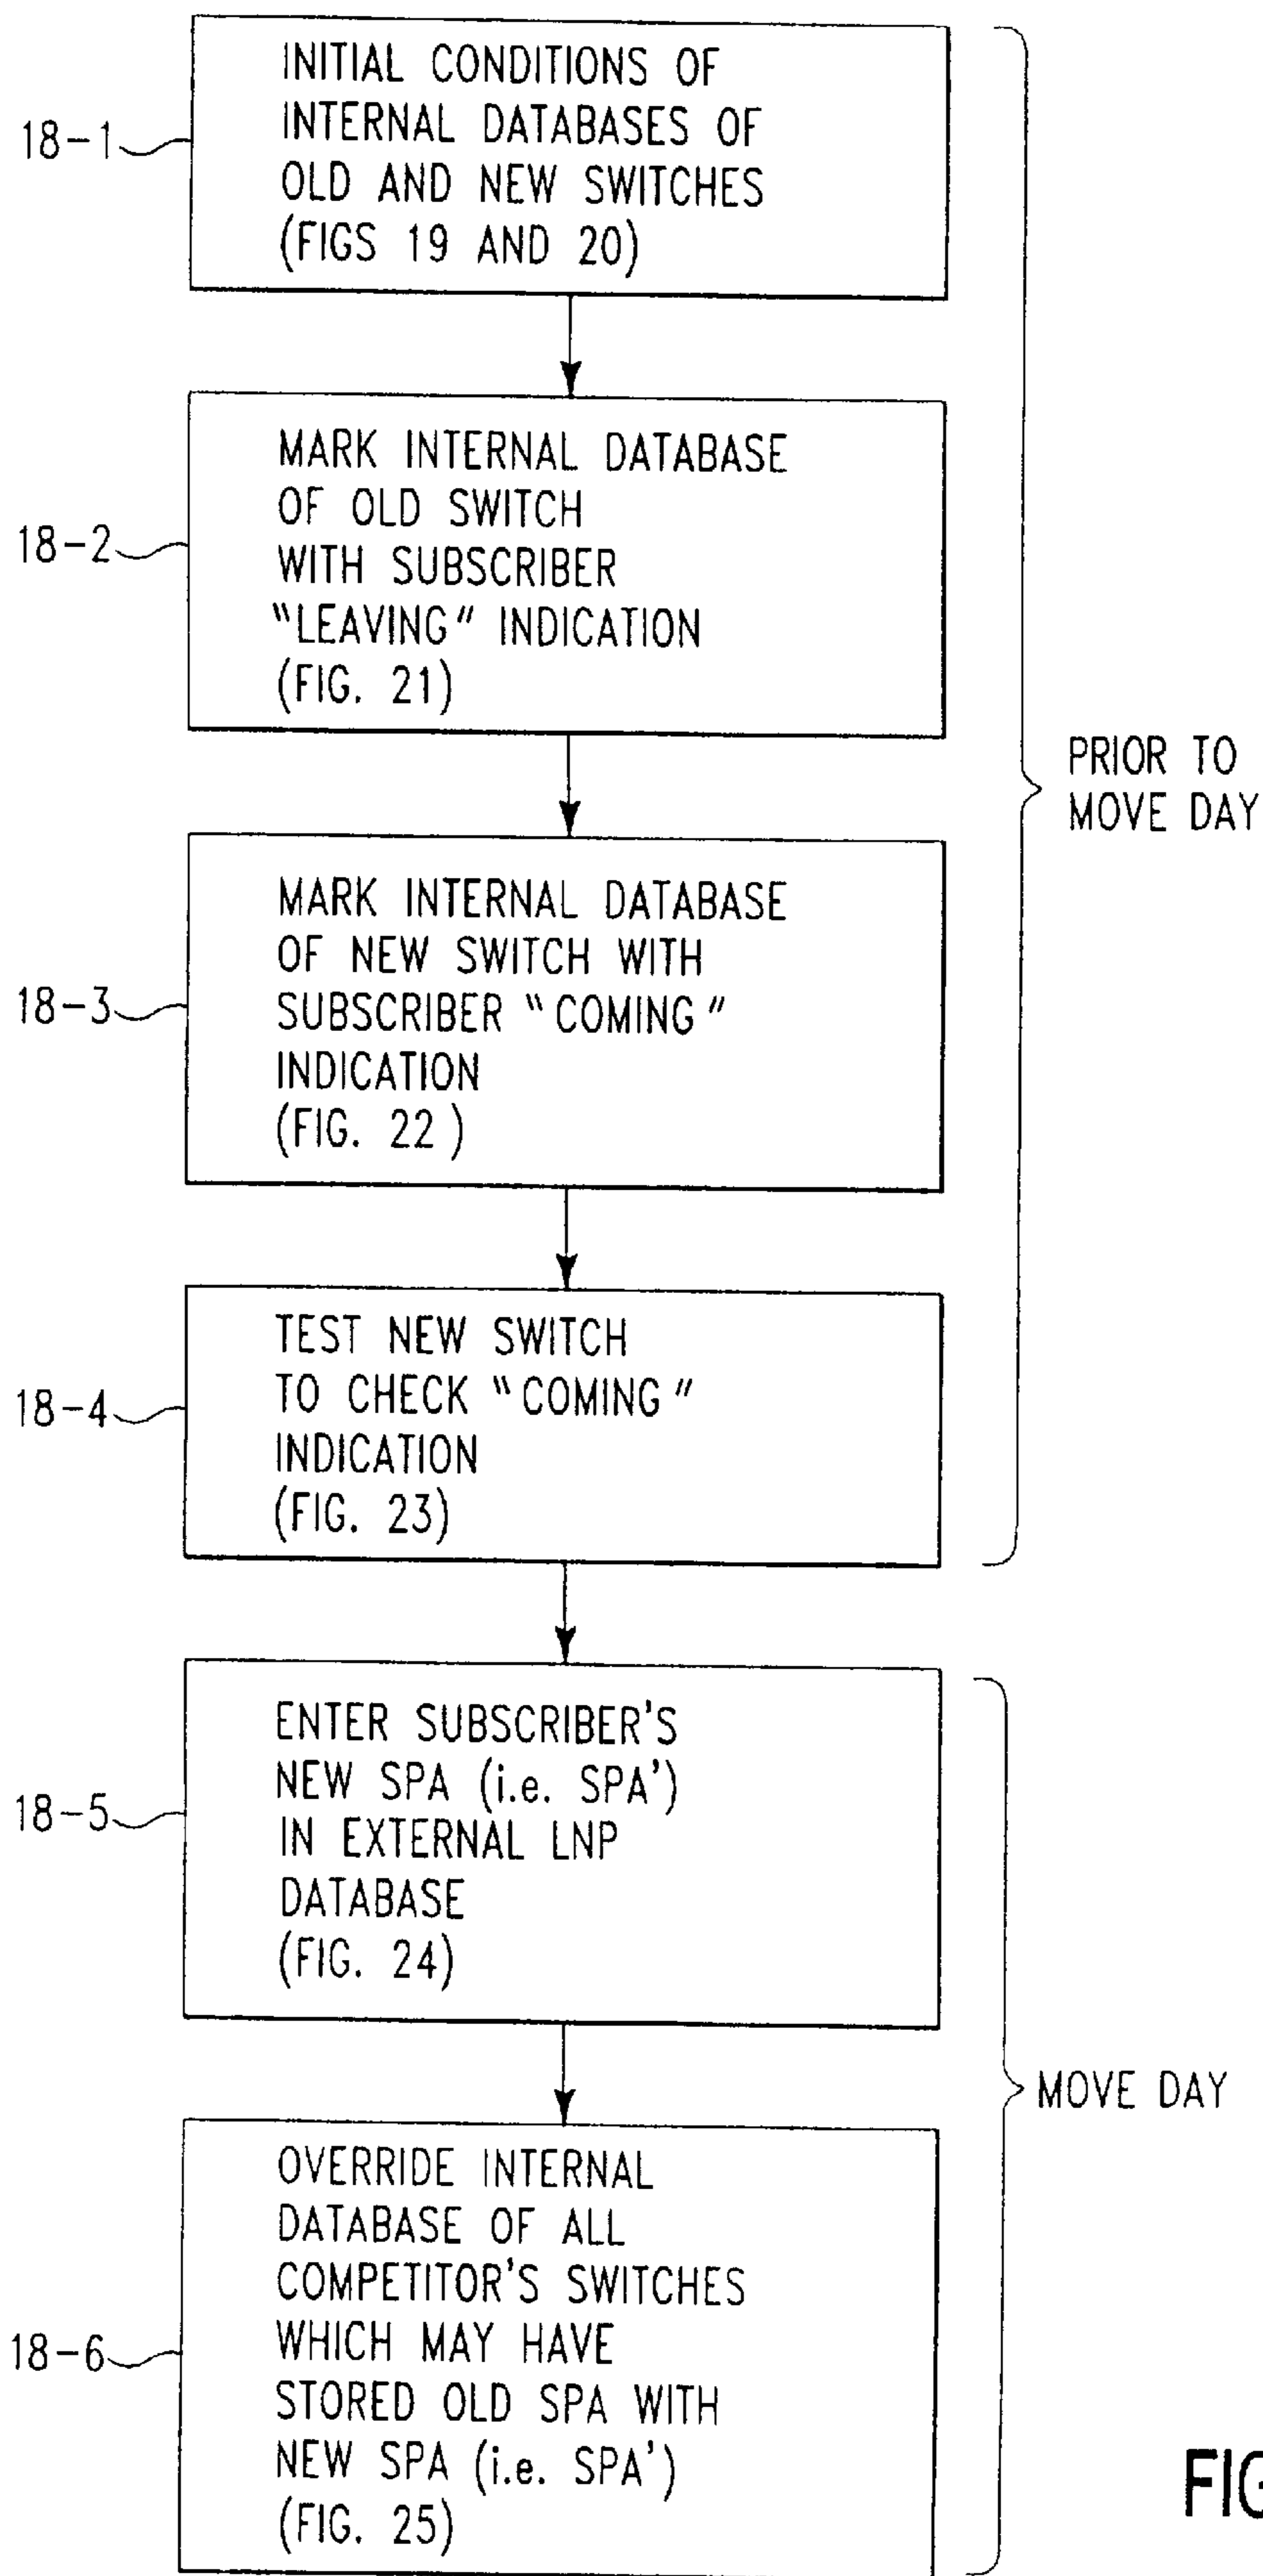 18-1
INITIAL CONDITIONS OF
INTERNAL DATABASES OF
OLD AND NEW SWITCHES
(FIGS 19 AND 20)
18-2
MARK INTERNAL DATABASE
OF OLD SWITCH
WITH SUBSCRIBER
"LEAVING" INDICATION
(FIG. 21)
PRIOR TO
MOVE DAY
18-3
MARK INTERNAL DATABASE
OF NEW SWITCH WITH
SUBSCRIBER "COMING"
INDICATION
(FIG. 22 )
18-4
TEST NEW SWITCH
TO CHECK "COMING"
INDICATION
(FIG. 23)
18-5
ENTER SUBSCRIBER'S
NEW SPA (i.e. SPA')
IN EXTERNAL LNP
DATABASE
(FIG. 24)
MOVE DAY
18-6
OVERRIDE INTERNAL
DATABASE OF ALL
COMPETITOR'S SWITCHES
WHICH MAY HAVE
STORED OLD SPA WITH
NEW SPA (i.e. SPA')
(FIG. 25)
FIG